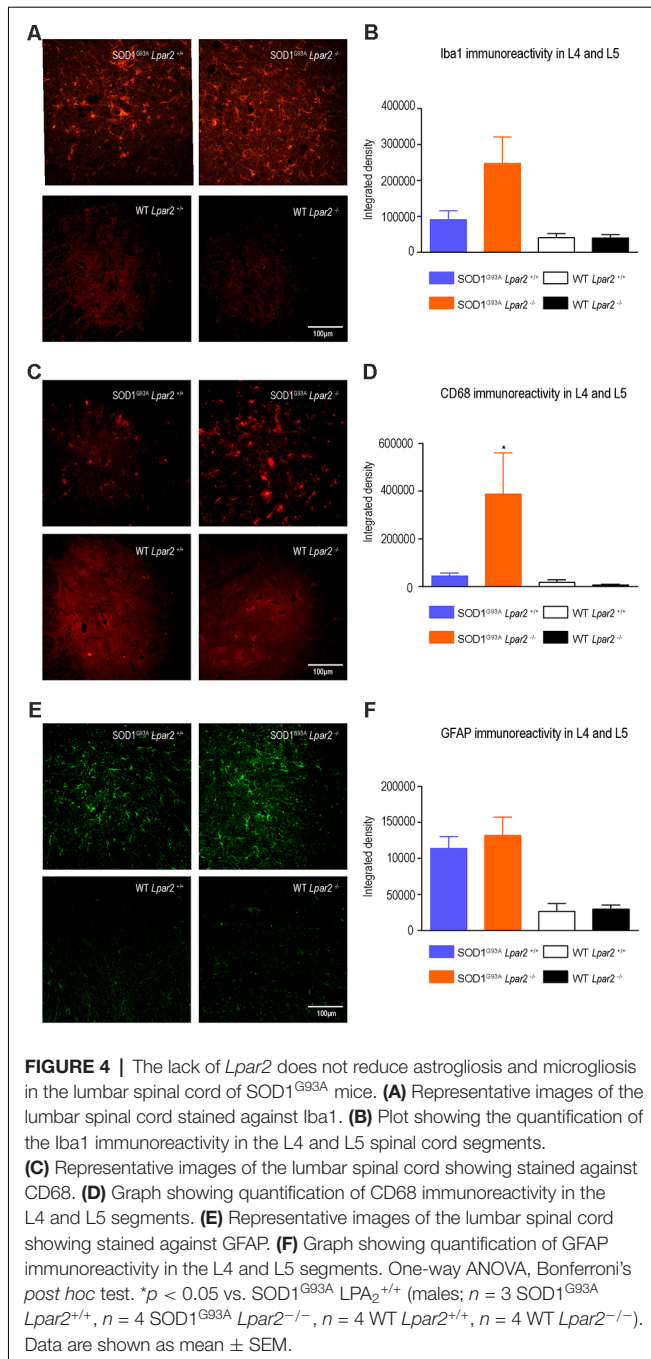 A
B
SOD1G93A Lpar2 +/+
SOD1G93A Lpar2 -/-
Iba1 immunoreactivity in L4 and L5
Integrated density
400000
300000
200000
100000
0
WT Lpar2 +/+
WT Lpar2 -/-
100µm
SOD1G93A Lpar2 +/+
WT Lpar2 +/+
SOD1G93A Lpar2 -/-
WT Lpar2 -/-
C
D
SOD1G93A Lpar2 +/+
SOD1G93A Lpar2 -/-
CD68 immunoreactivity in L4 and L5
Integrated density
600000
400000
200000
0
*
WT Lpar2 +/+
WT Lpar2 -/-
100µm
SOD1G93A Lpar2 +/+
WT Lpar2 +/+
SOD1G93A Lpar2 -/-
WT Lpar2 -/-
E
F
SOD1G93A Lpar2 +/+
SOD1G93A Lpar2 -/-
GFAP immunoreactivity in L4 and L5
Integrated density
200000
150000
10000
50000
0
WT Lpar2 +/+
WT Lpar2 -/-
100µm
SOD1G93A Lpar2 +/+
WT Lpar2 +/+
SOD1G93A Lpar2 -/-
WT Lpar2 -/-
FIGURE 4 | The lack of Lpar2 does not reduce astrogliosis and microgliosis
in the lumbar spinal cord of SOD1G93A mice. (A) Representative images of the
lumbar spinal cord stained against Iba1. (B) Plot showing the quantification of
the Iba1 immunoreactivity in the L4 and L5 spinal cord segments.
(C) Representative images of the lumbar spinal cord showing stained against
CD68. (D) Graph showing quantification of CD68 immunoreactivity in the
L4 and L5 segments. (E) Representative images of the lumbar spinal cord
showing stained against GFAP. (F) Graph showing quantification of GFAP
immunoreactivity in the L4 and L5 segments. One-way ANOVA, Bonferroni's
post hoc test. *p < 0.05 vs. SOD1G93A LPA2+/+ (males; n = 3 SOD1G93A
Lpar2+/+, n = 4 SOD1G93A Lpar2−/−, n = 4 WT Lpar2+/+, n = 4 WT Lpar2−/−).
Data are shown as mean ± SEM.